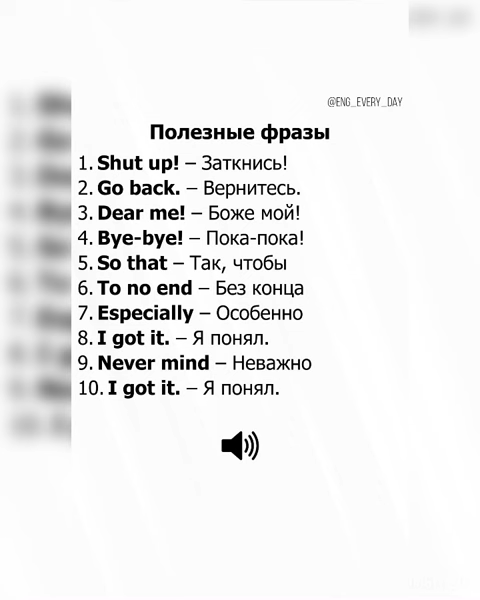 @ENG_EVERY_DAY
Полезные фразы
1. Shut up! – Заткнись!
2. Go back. – Вернитесь.
3. Dear me! – Боже мой!
4. Bye-bye! – Пока-пока!
5. So that – Так, чтобы
6. To no end – Без конца
7. Especially – Особенно
8. I got it. – Я понял.
9. Never mind – Неважно
10. I got it. – Я понял.